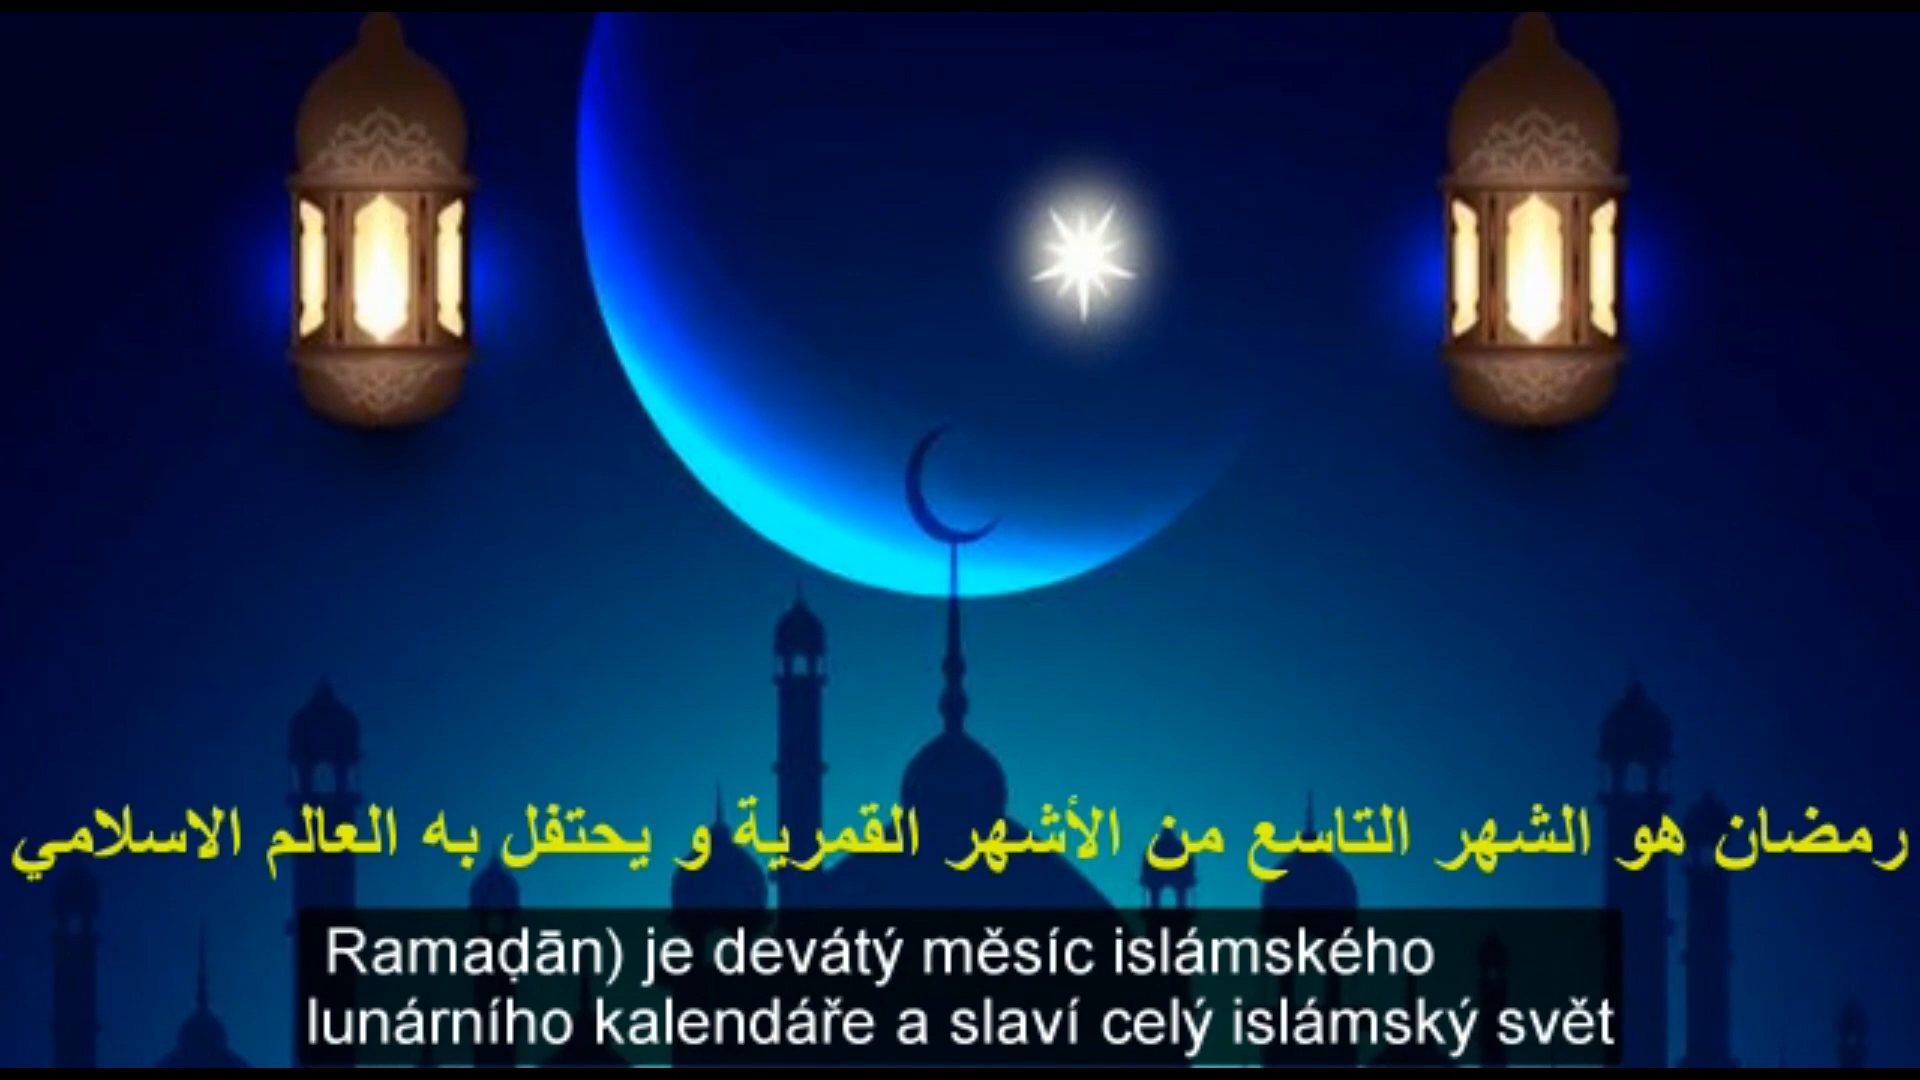 رمضان هو الشهر التاسع من الأشهر القمرية و يحتفل به العالم الاسلامي
Ramaḍān) je devátý měsíc islámského
lunárního kalendáře a slaví celý islámský svět